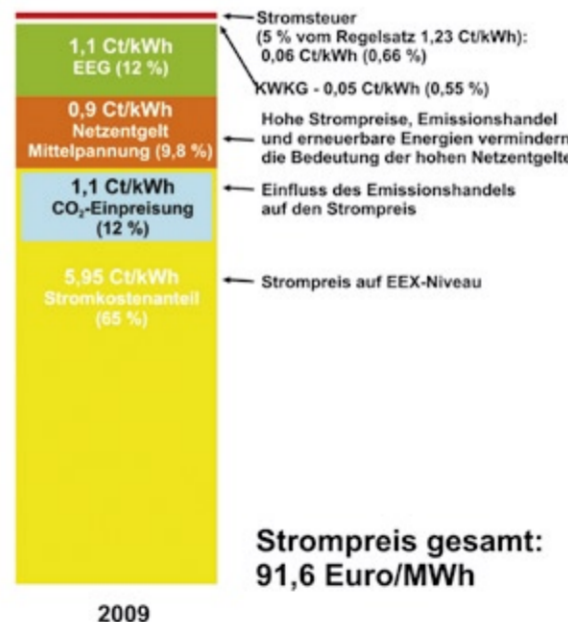 Stromsteuer
(5 % vom Regelsatz 1,23 Ct/kWh):
0,06 Ct/kWh (0,66 %)
1,1 Ct/kWh
EEG (12 %)
KWKG - 0,05 Ct/kWh (0,55 %)
0,9 Ct/kWh
Netzentgelt
Mittelpannung (9,8 %)
Hohe Strompreise, Emissionshandel
und erneuerbare Energien vermindern
die Bedeutung der hohen Netzentgelte
1,1 Ct/kWh
CO₂-Einpreisung
(12 %)
Einfluss des Emissionshandels
auf den Strompreis
5,95 Ct/kWh
Stromkostenanteil
(65 %)
Strompreis auf EEX-Niveau
Strompreis gesamt:
91,6 Euro/MWh
2009